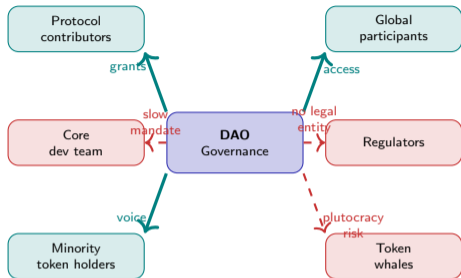 Protocol
contributors
Global
participants
grants
access
slow
mandate
no legal
entity
Core
dev team
DAO
Governance
Regulators
voice
plutocracy
risk
Minority
token holders
Token
whales